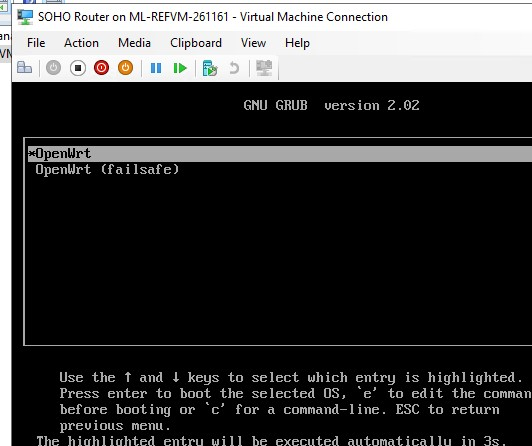 SOHO Router on ML-REFVM-261161 - Virtual Machine Connection
File Action Media Clipboard View Help
GNU GRUB version 2.02
*OpenWrt
OpenWrt (failsafe)
Use the ↑ and ↓ keys to select which entry is highlighted.
Press enter to boot the selected OS, `e' to edit the comman
before booting or `c' for a command-line. ESC to return
previous menu.
The highlighted entry will be executed automatically in 3s.